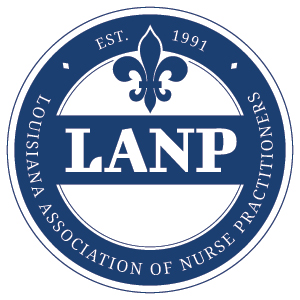 EST. 1991
LANP
LOUISIANA ASSOCIATION OF NURSE PRACTITIONERS